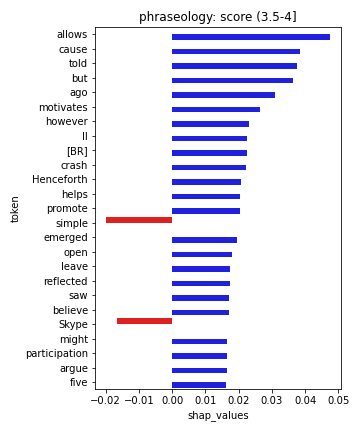 phraseology: score (3.5-4]
allows
cause
told
but
ago
motivates
however
ll
[BR]
crash
Henceforth
helps
promote
simple
emerged
open
leave
reflected
saw
believe
Skype
might
participation
argue
five
token
−0.02 −0.01 0.00 0.01 0.02 0.03 0.04 0.05
shap_values